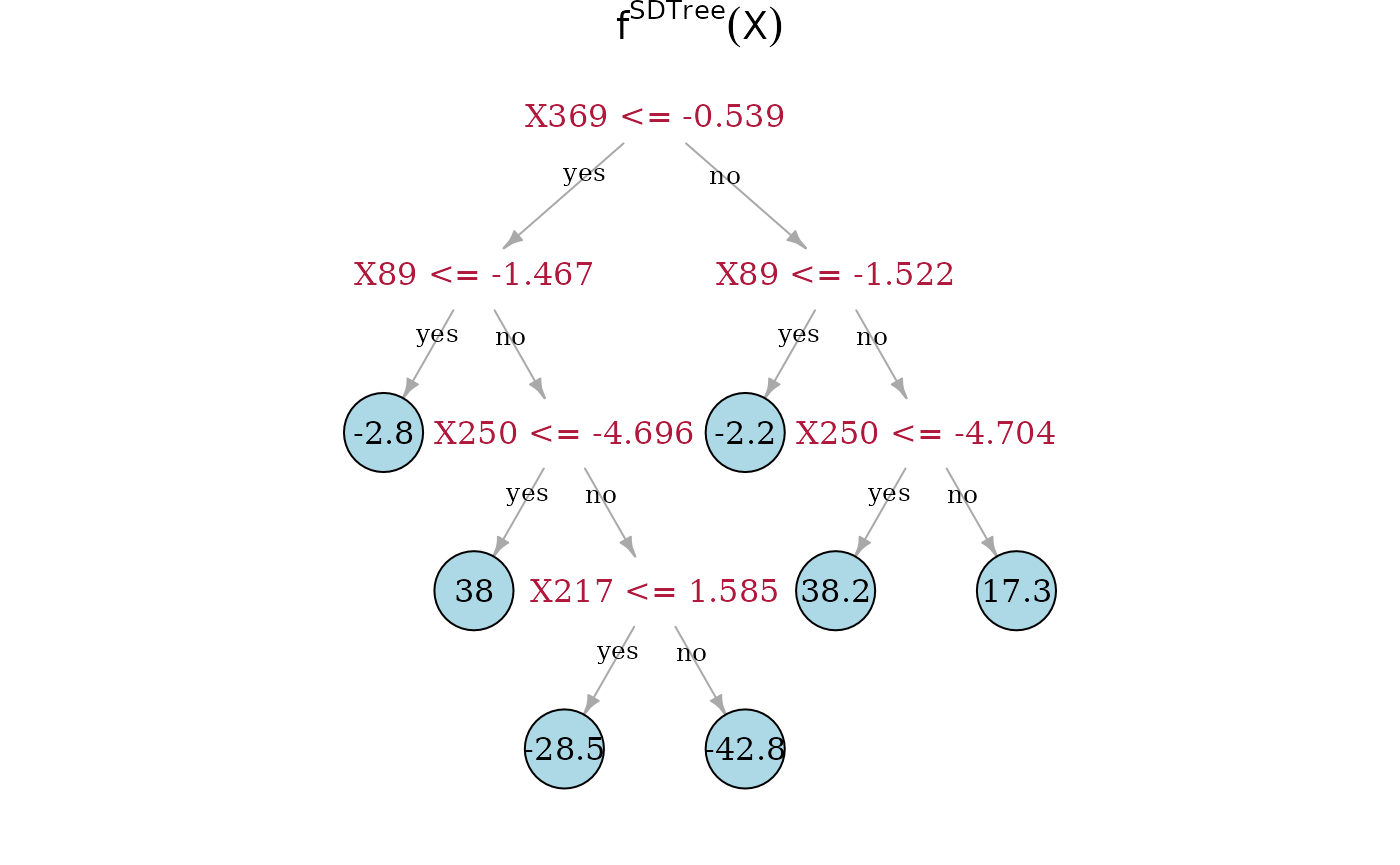 f^SDTree(X)
X369 <= -0.539
yes no
X89 <= -1.467 X89 <= -1.522
yes no yes no
-2.8 X250 <= -4.696 -2.2 X250 <= -4.704
yes no yes no
38 X217 <= 1.585 38.2 17.3
yes no
-28.5 -42.8